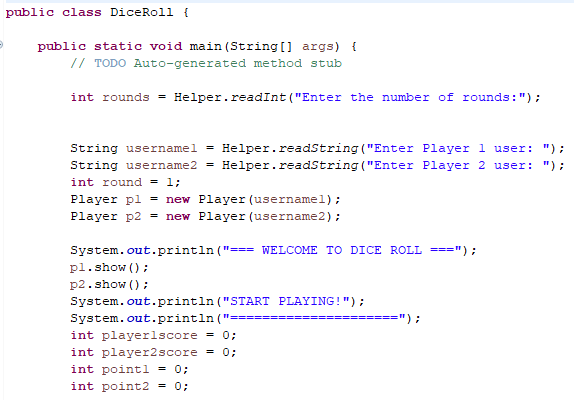 public class DiceRoll {
public static void main(String[] args) {
// TODO Auto-generated method stub
int rounds = Helper.readInt("Enter the number of rounds:");
String username1 = Helper.readString("Enter Player 1 user: ");
String username2 = Helper.readString("Enter Player 2 user: ");
int round = 1;
Player p1 = new Player(username1);
Player p2 = new Player(username2);
System.out.println("=== WELCOME TO DICE ROLL ===");
p1.show();
p2.show();
System.out.println("START PLAYING!");
System.out.println("=====================");
int player1score = 0;
int player2score = 0;
int point1 = 0;
int point2 = 0;